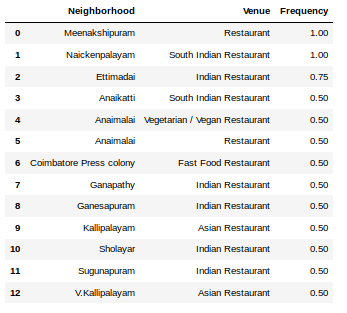 Neighborhood Venue Frequency
0 Meenakshipuram Restaurant 1.00
1 Naickenpalayam South Indian Restaurant 1.00
2 Ettimadai Indian Restaurant 0.75
3 Anaikatti South Indian Restaurant 0.50
4 Anaimalai Vegetarian / Vegan Restaurant 0.50
5 Anaimalai Restaurant 0.50
6 Coimbatore Press colony Fast Food Restaurant 0.50
7 Ganapathy Indian Restaurant 0.50
8 Ganesapuram Indian Restaurant 0.50
9 Kallipalayam Asian Restaurant 0.50
10 Sholayar Indian Restaurant 0.50
11 Sugunapuram Indian Restaurant 0.50
12 V.Kallipalayam Asian Restaurant 0.50